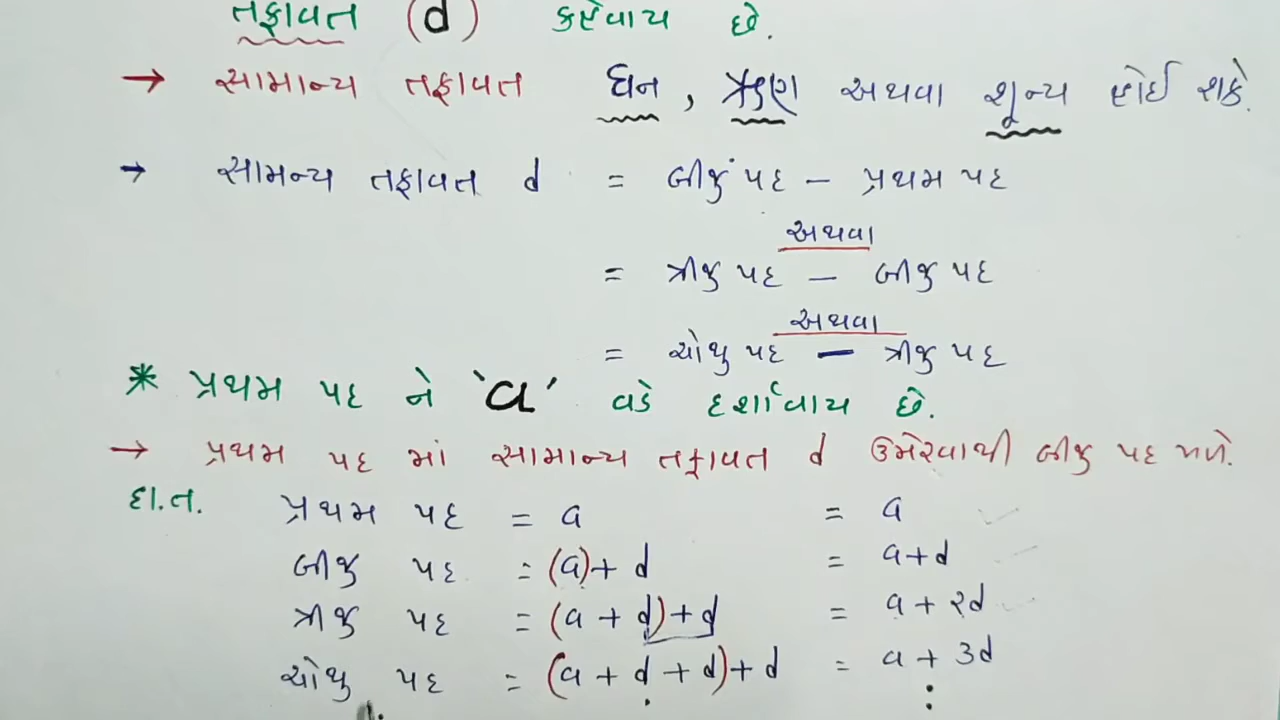 તફાવત (d) કહેવાય છે.
→ સામાન્ય તફાવત ધન, ઋણ અથવા શૂન્ય હોઈ શકે.
→ સામન્ય તફાવત d = બીજું પદ – પ્રથમ પદ
અથવા
= ત્રીજુ પદ – બીજુ પદ
અથવા
= ચોથુ પદ – ત્રીજુ પદ
* પ્રથમ પદ ને 'a' વડે દર્શાવાય છે.
→ પ્રથમ પદ માં સામાન્ય તફાવત d ઉમેરવાથી બીજુ પદ મળે.
દા.ત. પ્રથમ પદ = a = a
બીજુ પદ = (a) + d = a + d
ત્રીજુ પદ = (a + d) + d = a + 2d
ચોથુ પદ = (a + d + d) + d = a + 3d